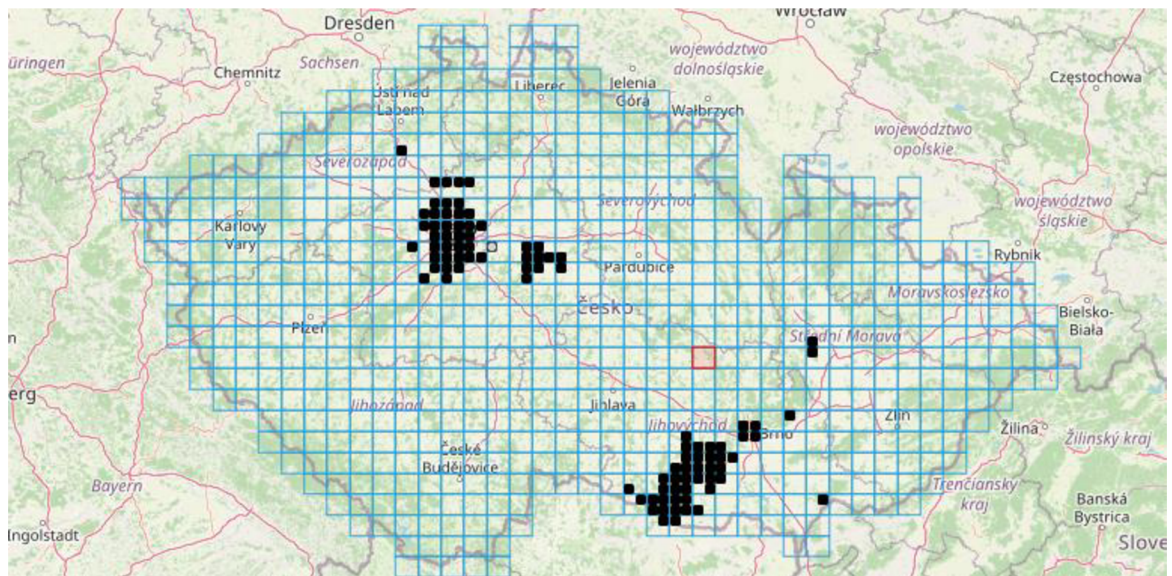 Dresden
Wrocław
województwo
dolnośląskie
üringen
Chemnitz
Sachsen
Jelenia
Góra
Częstochowa
Ústí nad
Labem
Liberec
Wałbrzych
województwo
opolskie
Severozápad
Severovýchod
województwo
śląskie
Karlovy
Vary
Pardubice
Rybnik
Moravskoslezsko
Česko
Bielsko-
Biała
Plzeň
Střední Morava
n
erg
Jihozápad
Jihlava
Zlín
Jihovýchod
Brno
Žilina
Žilinský kraj
České
Budějovice
Bayern
Trenčiansky
kraj
Banská
Bystrica
Ingolstadt
Slove